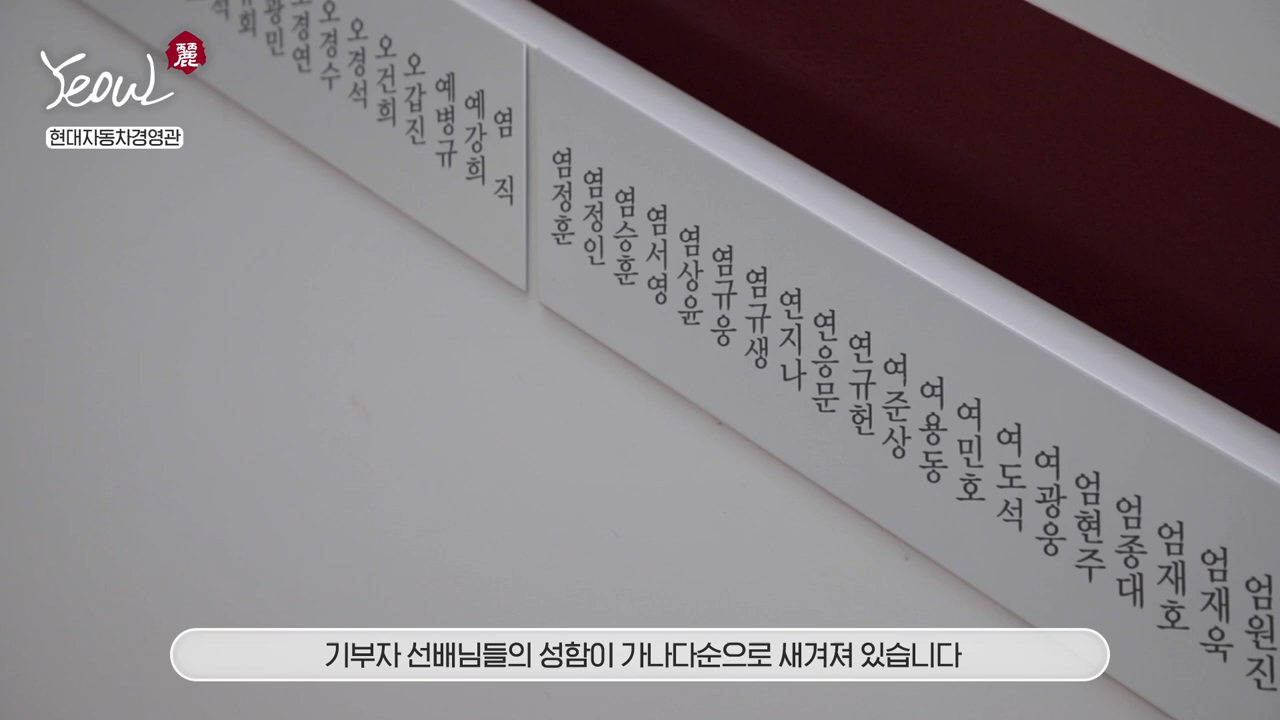 Yeoul
麗
현대자동차경영관
오경연
오경수
오경석
오건희
오갑진
예병규
예강희
염 직
염정훈
염정인
염승훈
염서영
염상윤
염규웅
염규생
연지나
연응문
연규헌
여준상
여용동
여민호
여도석
여광웅
엄현주
엄종대
엄재호
엄재욱
엄원진
기부자 선배님들의 성함이 가나다순으로 새겨져 있습니다